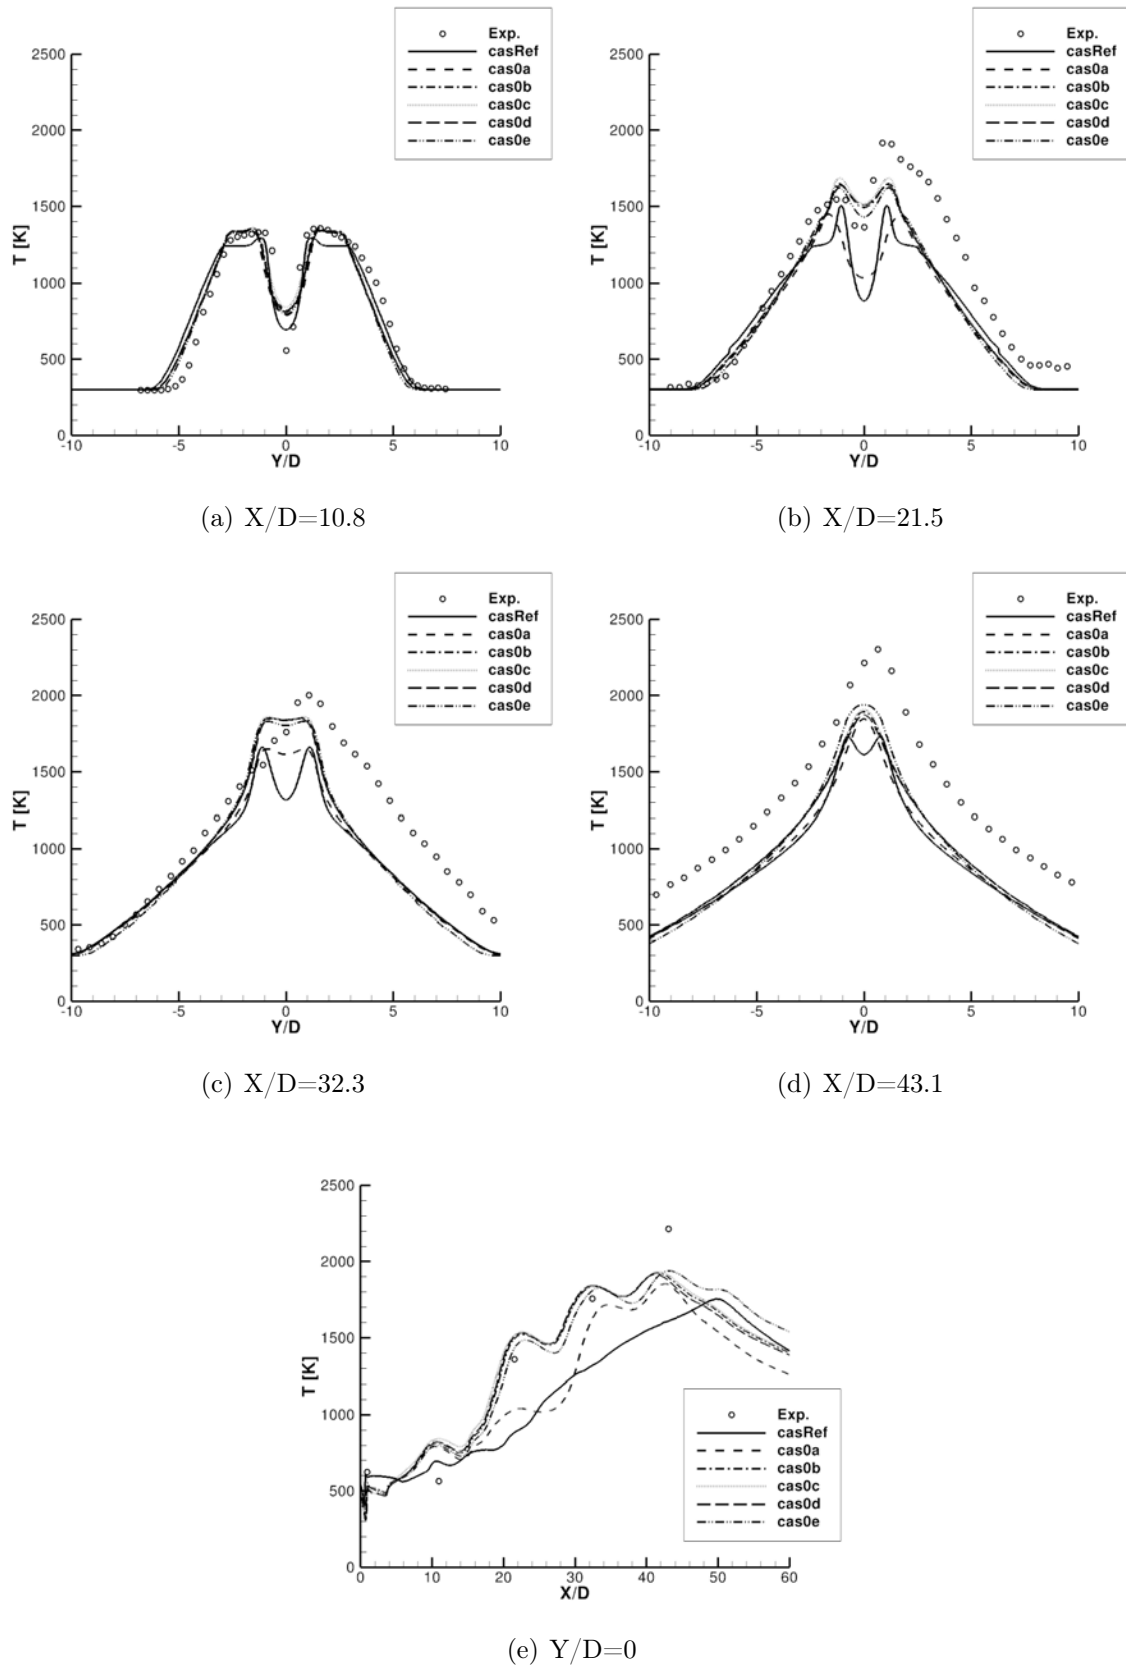 Exp.
casRef
cas0a
cas0b
cas0c
cas0d
cas0e
2500
2000
1500
1000
500
0
T [K]
-10
-5
0
5
10
Y/D
(a) X/D=10.8
Exp.
casRef
cas0a
cas0b
cas0c
cas0d
cas0e
2500
2000
1500
1000
500
0
T [K]
-10
-5
0
5
10
Y/D
(b) X/D=21.5
Exp.
casRef
cas0a
cas0b
cas0c
cas0d
cas0e
2500
2000
1500
1000
500
0
T [K]
-10
-5
0
5
10
Y/D
(c) X/D=32.3
Exp.
casRef
cas0a
cas0b
cas0c
cas0d
cas0e
2500
2000
1500
1000
500
0
T [K]
-10
-5
0
5
10
Y/D
(d) X/D=43.1
2500
2000
1500
1000
500
0
T [K]
Exp.
casRef
cas0a
cas0b
cas0c
cas0d
cas0e
0
10
20
30
40
50
60
X/D
(e) Y/D=0